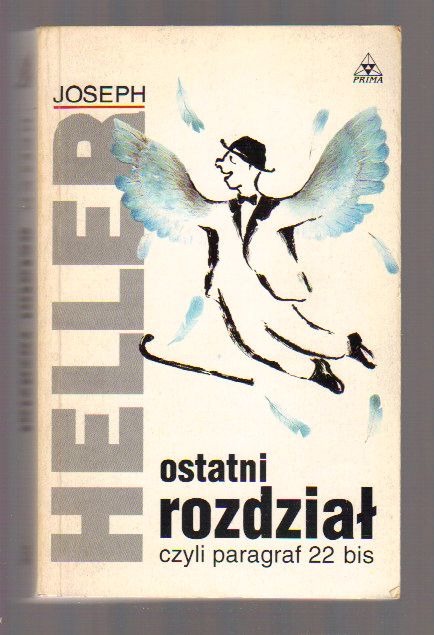 JOSEPH
HELLER
PRIMA
ostatni
rozdział
czyli paragraf 22 bis